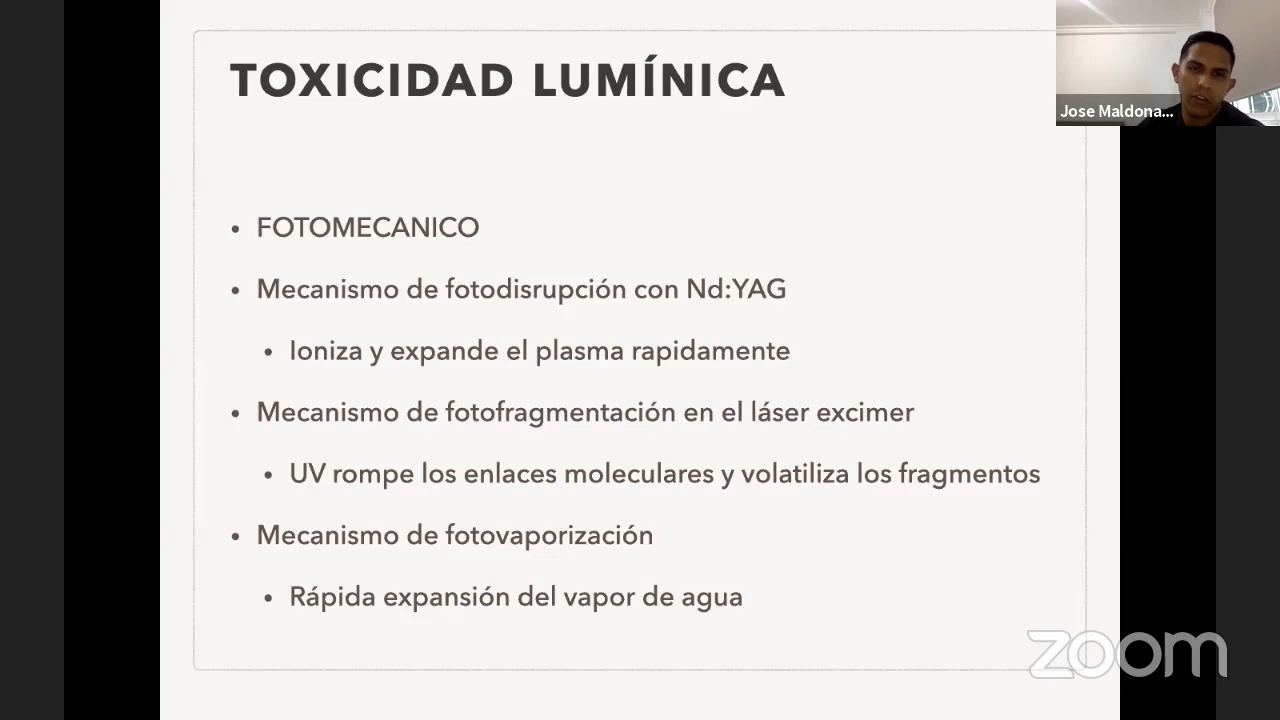 TOXICIDAD LUMÍNICA
Jose Maldona...
• FOTOMECANICO
• Mecanismo de fotodisrupción con Nd:YAG
• Ioniza y expande el plasma rapidamente
• Mecanismo de fotofragmentación en el láser excimer
• UV rompe los enlaces moleculares y volatiliza los fragmentos
• Mecanismo de fotovaporización
• Rápida expansión del vapor de agua
zoom